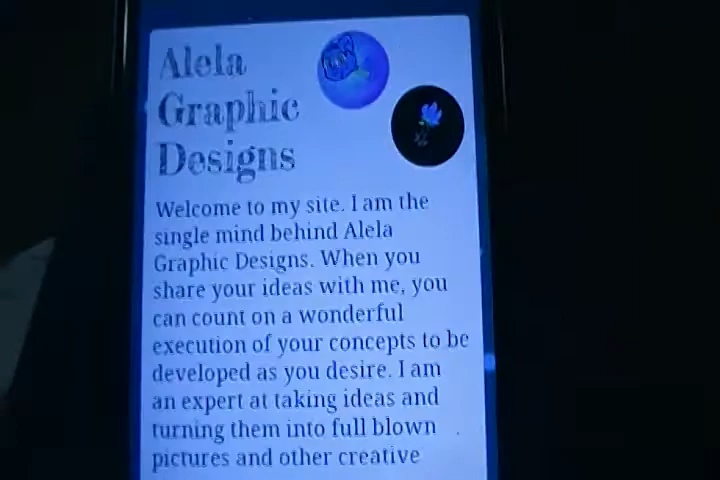 Alela
Graphic
Designs
Welcome to my site. I am the
single mind behind Alela
Graphic Designs. When you
share your ideas with me, you
can count on a wonderful
execution of your concepts to be
developed as you desire. I am
an expert at taking ideas and
turning them into full blown
pictures and other creative